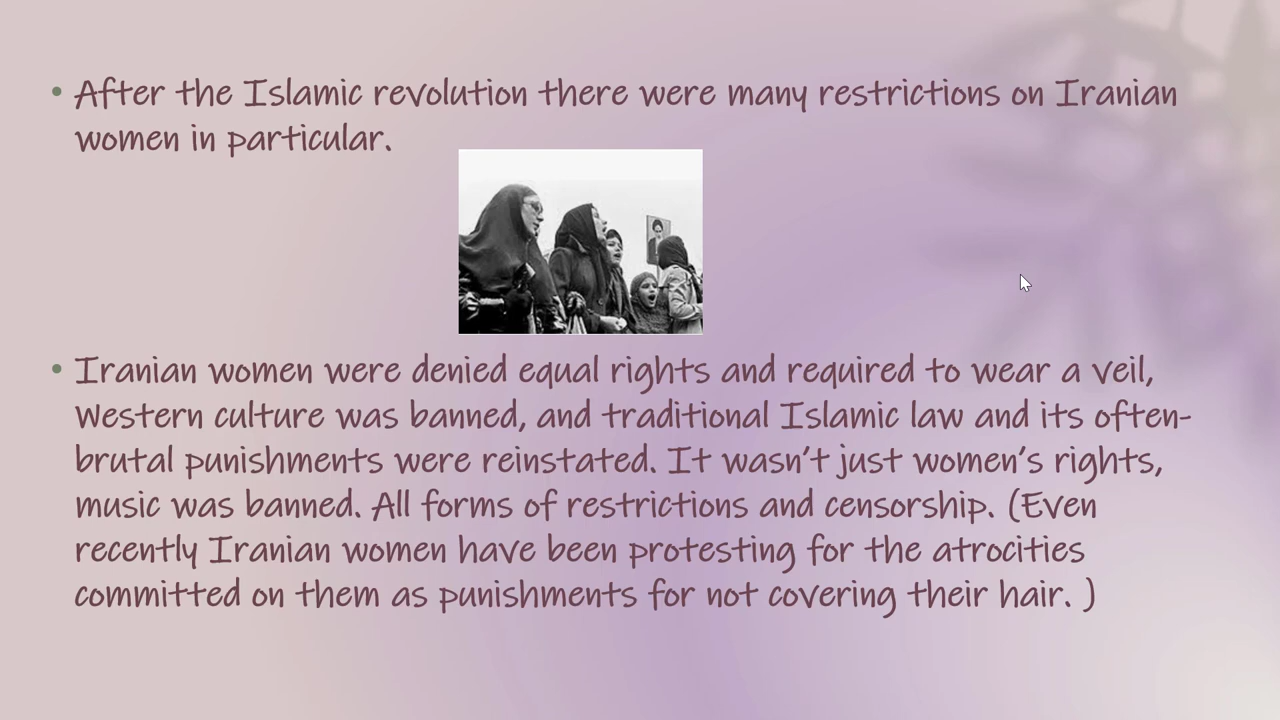 After the Islamic revolution there were many restrictions on Iranian
women in particular.
Iranian women were denied equal rights and required to wear a veil,
Western culture was banned, and traditional Islamic law and its often-
brutal punishments were reinstated. It wasn't just women's rights,
music was banned. All forms of restrictions and censorship. (Even
recently Iranian women have been protesting for the atrocities
committed on them as punishments for not covering their hair. )